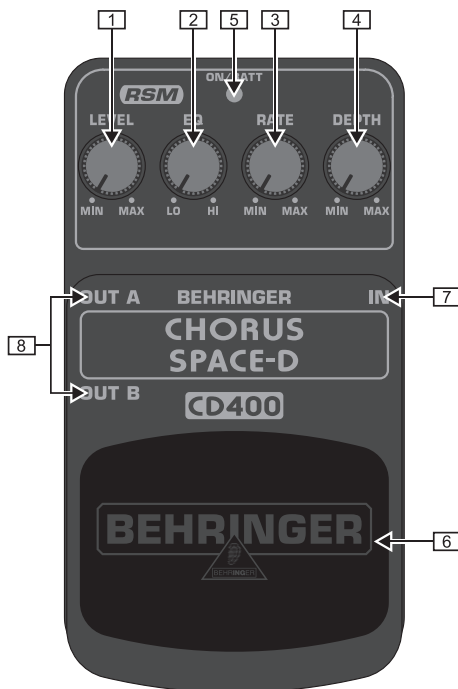 1 2 5 3 4
ON/BATT
RSM
LEVEL EQ RATE DEPTH
MIN MAX LO HI MIN MAX MIN MAX
OUT A BEHRINGER IN
7
CHORUS
8
SPACE-D
OUT B
CD400
BEHRINGER
6
BEHRINGER